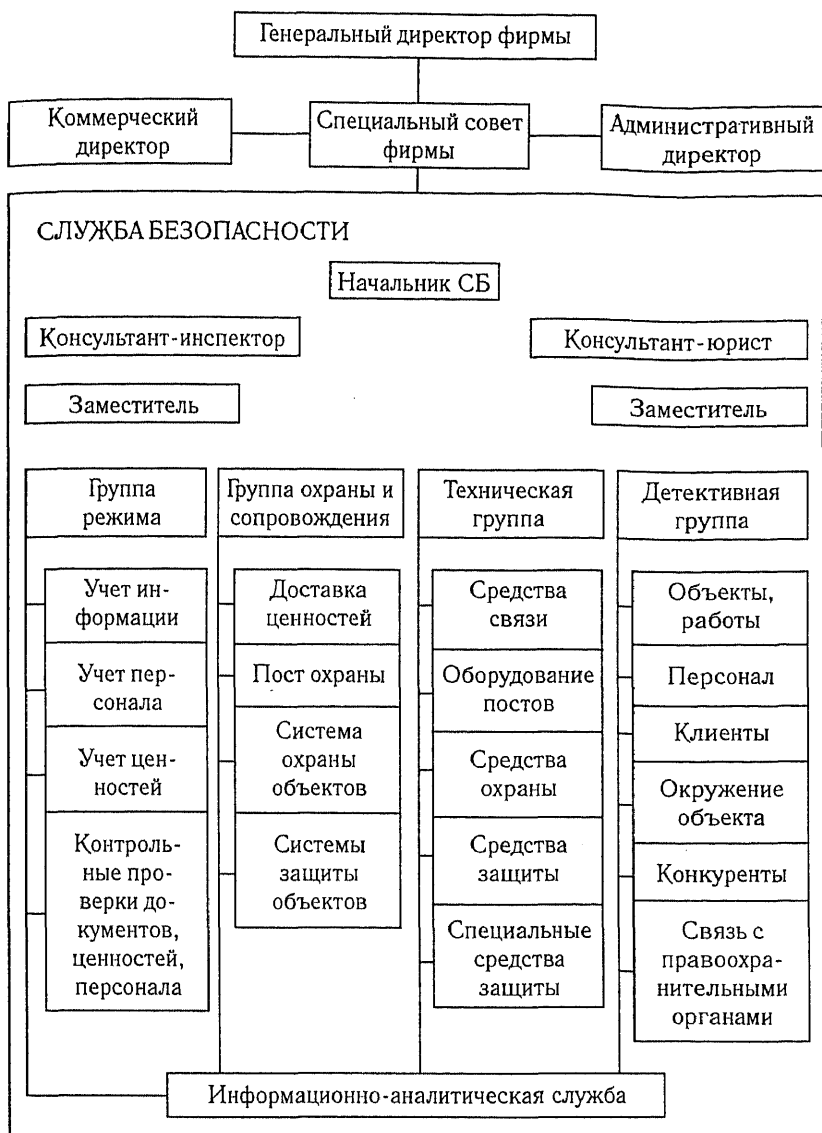 Генеральный директор фирмы
Коммерческий
директор
Специальный совет
фирмы
Административный
директор
СЛУЖБА БЕЗОПАСНОСТИ
Начальник СБ
Консультант-инспектор
Консультант-юрист
Заместитель
Заместитель
Группа
режима
Группа охраны и
сопровождения
Техническая
группа
Детективная
группа
Учет ин-
формации
Учет пер-
сонала
Учет цен-
ностей
Контроль-
ные про-
верки до-
кументов,
ценностей,
персонала
Доставка
ценностей
Пост охраны
Система
охраны
объектов
Системы
защиты
объектов
Средства
связи
Оборудование
постов
Средства
охраны
Средства
защиты
Специальные
средства
защиты
Объекты,
работы
Персонал
Клиенты
Окружение
объекта
Конкуренты
Связь с
правоохра-
нительными
органами
Информационно-аналитическая служба